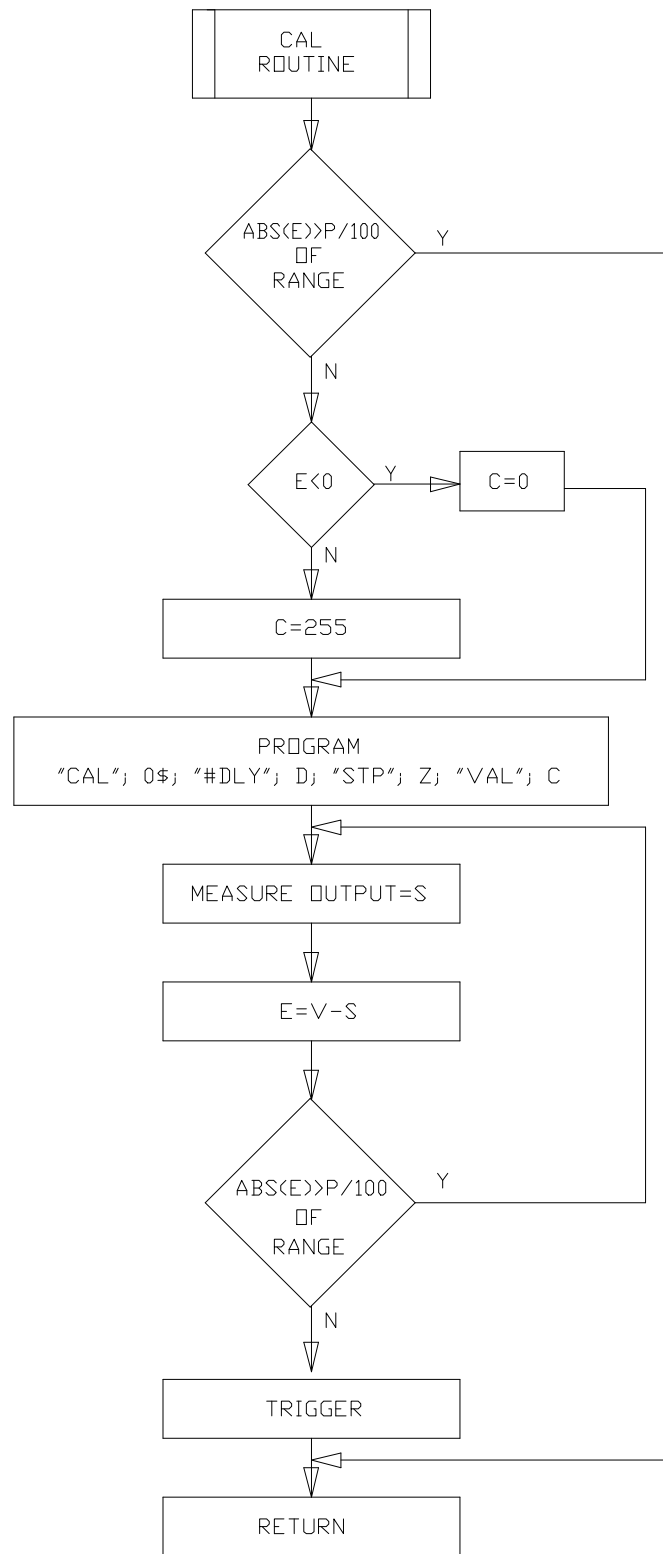 CAL
ROUTINE
ABS(E)>P/100
OF
RANGE
Y
N
E<0
Y
C=0
N
C=255
PROGRAM
"CAL"; O$; "#DLY"; D; "STP"; Z; "VAL"; C
MEASURE OUTPUT=S
E=V-S
ABS(E)>P/100
OF
RANGE
Y
N
TRIGGER
RETURN